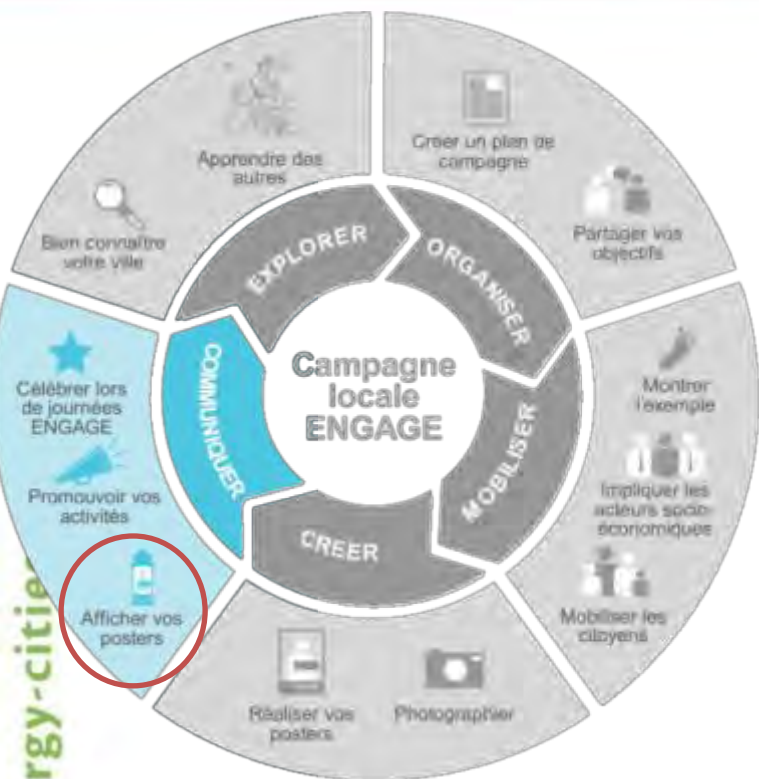 Apprendre des
autres
Bien connaître
votre ville
Créer un plan de
campagne
Partager vos
objectifs
EXPLORER
ORGANISER
MOBILISER
CREER
COMMUNIQUER
Campagne
locale
ENGAGE
Montrer
l'exemple
Impliquer les
acteurs socio-
économiques
Mobiliser les
citoyens
Photographier
Réaliser vos
posters
Célébrer lors
de journées
ENGAGE
Promouvoir vos
activités
Afficher vos
posters
rgy-citie